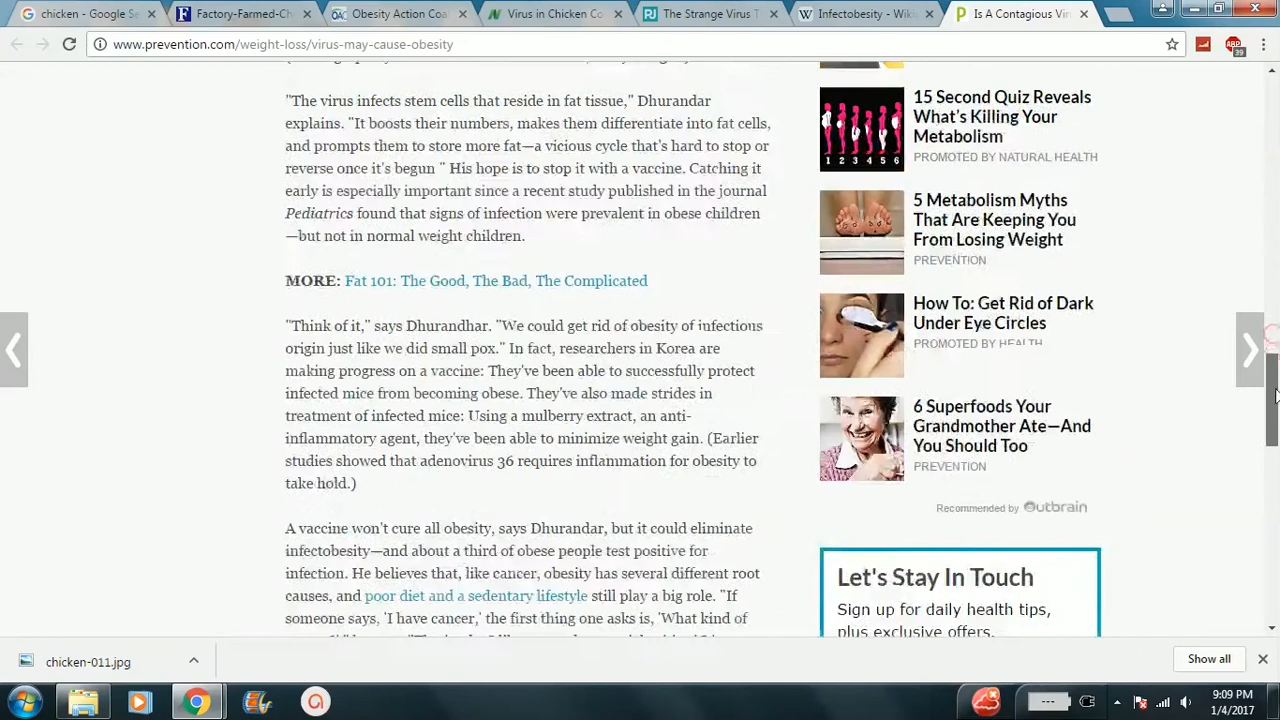 chicken - Google Se
Factory-Farmed-Ch
Obesity Action Coa
Virus in Chicken Co
The Strange Virus T
Infectobesity - Wiki
Is A Contagious Vir
www.prevention.com/weight-loss/virus-may-cause-obesity
ABP
39
"The virus infects stem cells that reside in fat tissue," Dhurandar
explains. "It boosts their numbers, makes them differentiate into fat cells,
and prompts them to store more fat—a vicious cycle that's hard to stop or
reverse once it's begun " His hope is to stop it with a vaccine. Catching it
early is especially important since a recent study published in the journal
Pediatrics found that signs of infection were prevalent in obese children
—but not in normal weight children.
MORE: Fat 101: The Good, The Bad, The Complicated
"Think of it," says Dhurandhar. "We could get rid of obesity of infectious
origin just like we did small pox." In fact, researchers in Korea are
making progress on a vaccine: They've been able to successfully protect
infected mice from becoming obese. They've also made strides in
treatment of infected mice: Using a mulberry extract, an anti-
inflammatory agent, they've been able to minimize weight gain. (Earlier
studies showed that adenovirus 36 requires inflammation for obesity to
take hold.)
A vaccine won't cure all obesity, says Dhurandar, but it could eliminate
infectobesity—and about a third of obese people test positive for
infection. He believes that, like cancer, obesity has several different root
causes, and poor diet and a sedentary lifestyle still play a big role. "If
someone says, 'I have cancer,' the first thing one asks is, 'What kind of
1 2 3 4 5 6
15 Second Quiz Reveals
What's Killing Your
Metabolism
PROMOTED BY NATURAL HEALTH
5 Metabolism Myths
That Are Keeping You
From Losing Weight
PREVENTION
How To: Get Rid of Dark
Under Eye Circles
PROMOTED BY HEALTH
6 Superfoods Your
Grandmother Ate—And
You Should Too
PREVENTION
Recommended by Outbrain
Let's Stay In Touch
Sign up for daily health tips,
plus exclusive offers.
chicken-011.jpg
Show all
9:09 PM
1/4/2017